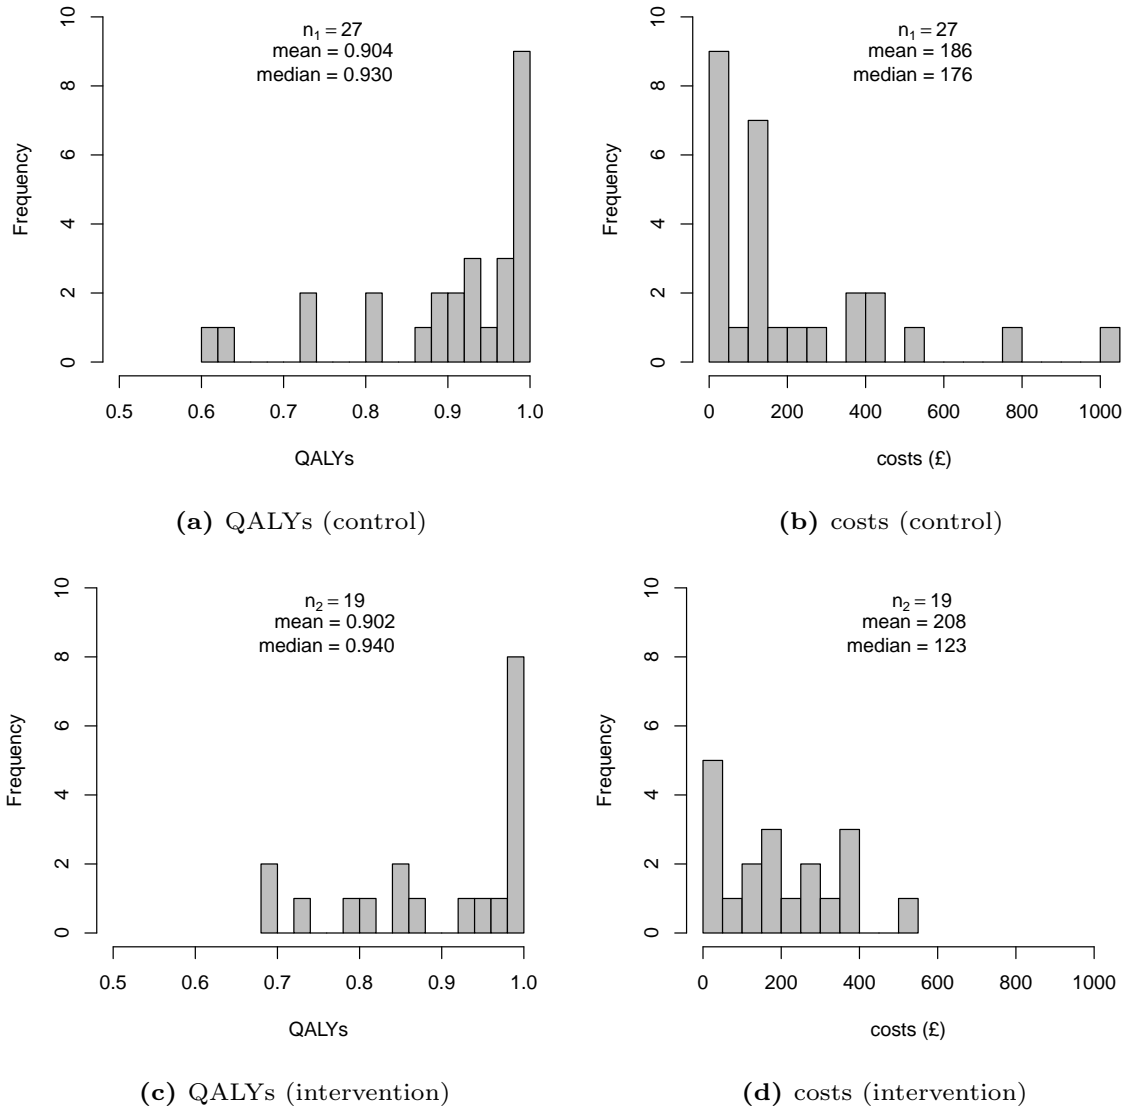 n₁ = 27
mean = 0.904
median = 0.930
Frequency
0 2 4 6 8 10
0.5 0.6 0.7 0.8 0.9 1.0
QALYs
(a) QALYs (control)
n₁ = 27
mean = 186
median = 176
Frequency
0 2 4 6 8 10
0 200 400 600 800 1000
costs (£)
(b) costs (control)
n₂ = 19
mean = 0.902
median = 0.940
Frequency
0 2 4 6 8 10
0.5 0.6 0.7 0.8 0.9 1.0
QALYs
(c) QALYs (intervention)
n₂ = 19
mean = 208
median = 123
Frequency
0 2 4 6 8 10
0 200 400 600 800 1000
costs (£)
(d) costs (intervention)